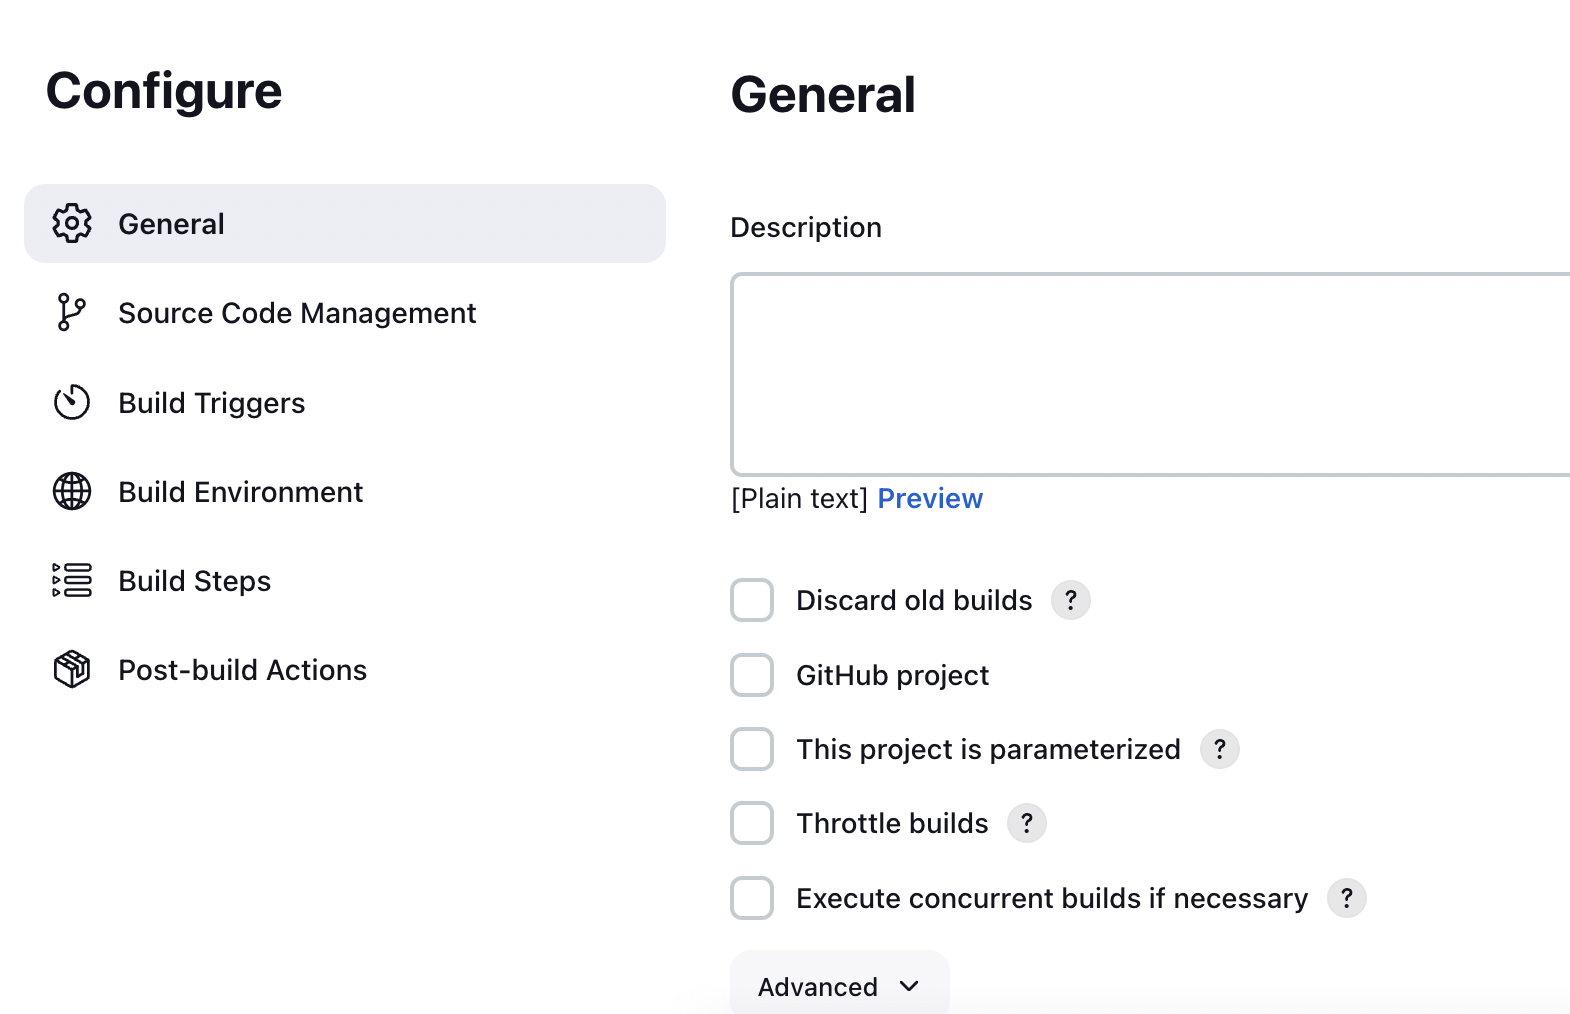 Configure
General
Source Code Management
Build Triggers
Build Environment
Build Steps
Post-build Actions
General
Description
[Plain text] Preview
Discard old builds ?
GitHub project
This project is parameterized ?
Throttle builds ?
Execute concurrent builds if necessary ?
Advanced